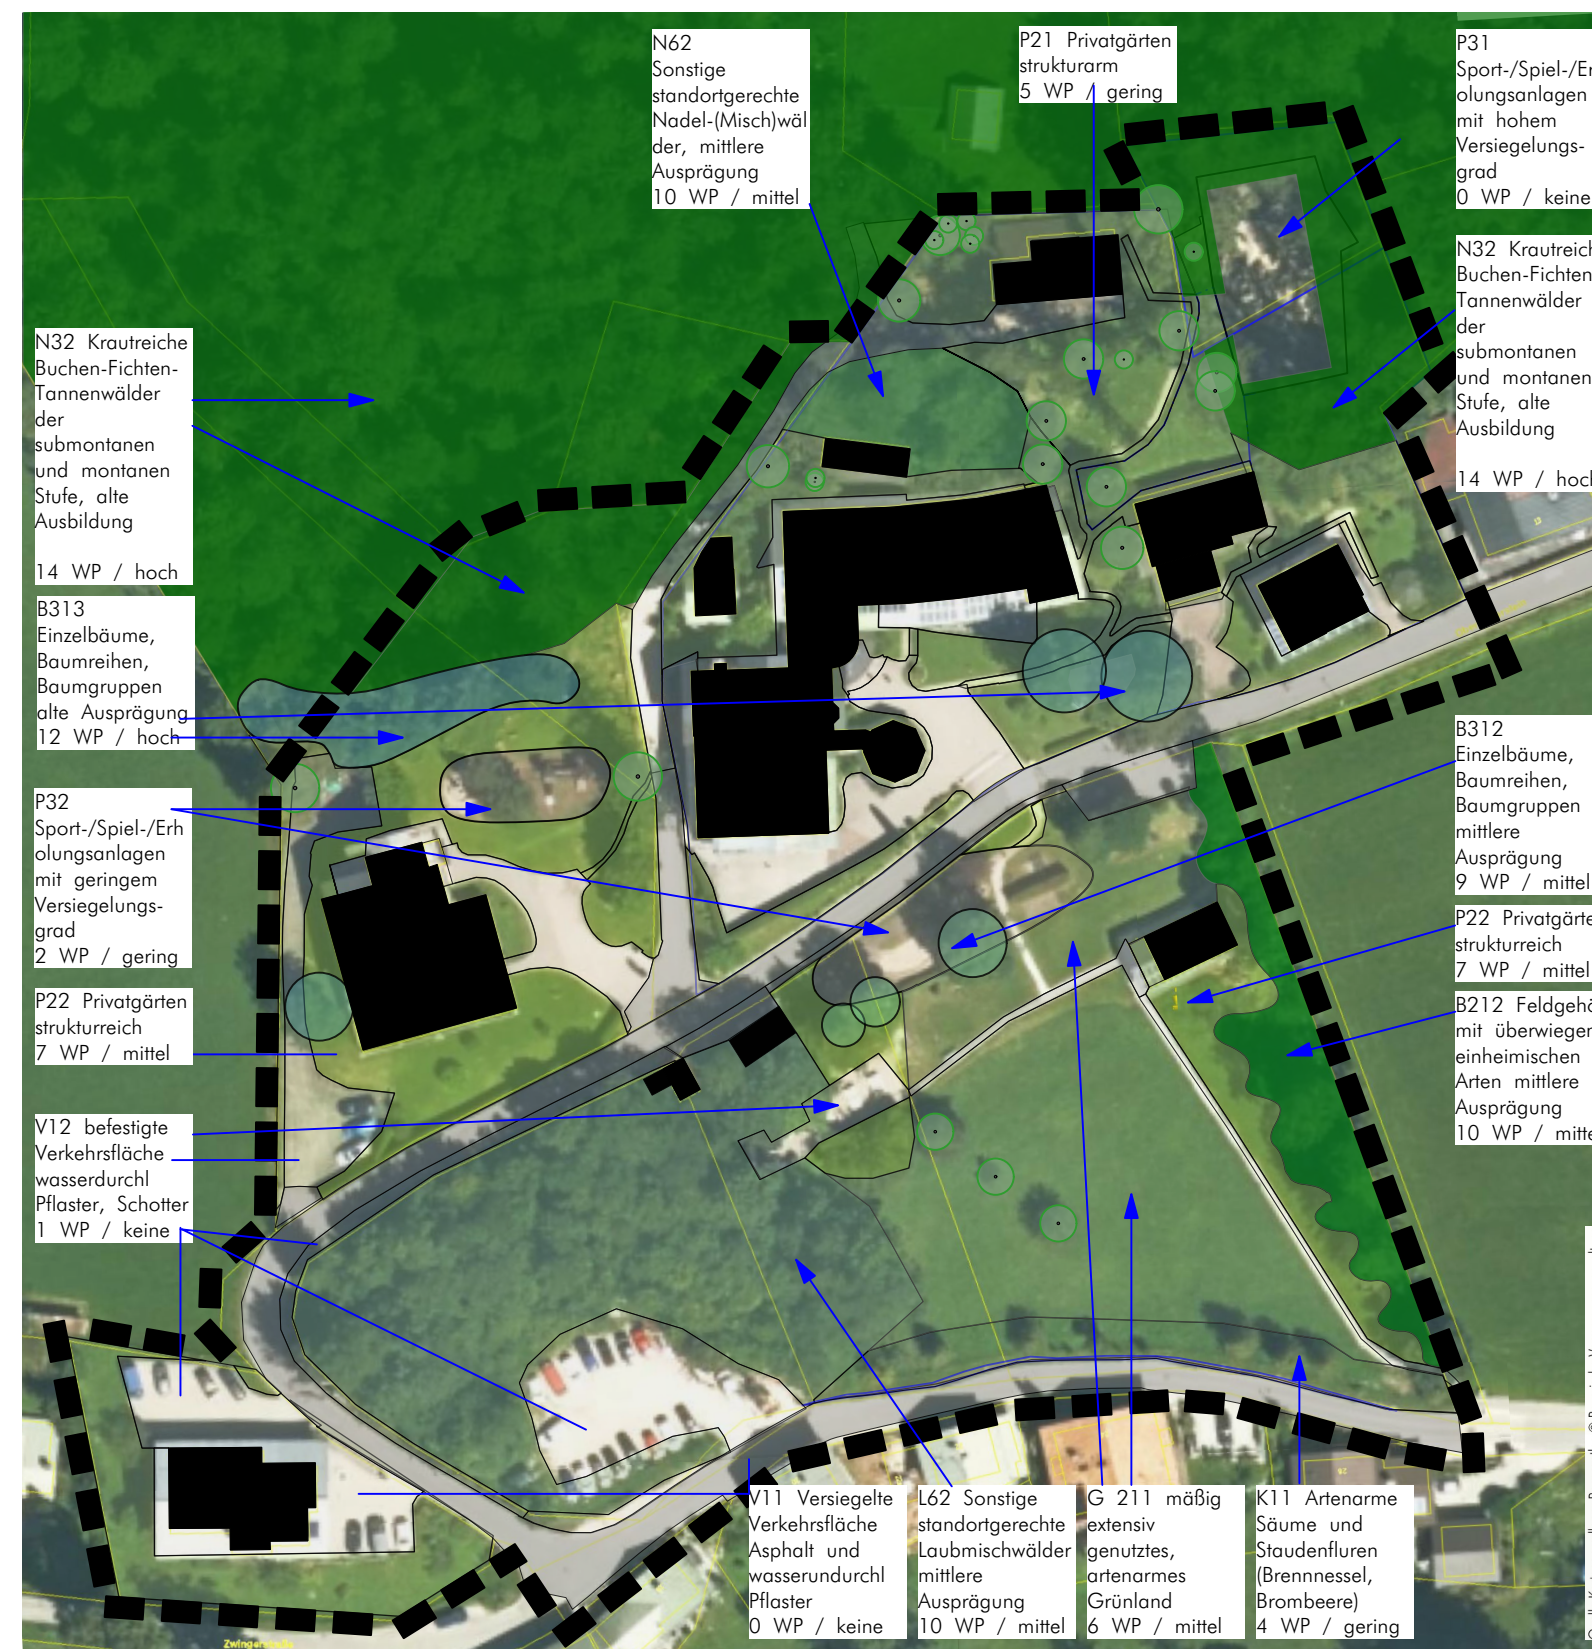 N62
Sonstige
standortgerechte
Nadel-(Misch)wäl
der, mittlere
Ausprägung
10 WP / mittel
P21 Privatgärten
strukturarm
5 WP / gering
P31
Sport-/Spiel-/Er
olungsanlagen
mit hohem
Versiegelungs-
grad
0 WP / keine
N32 Krautreich
Buchen-Fichten
Tannenwälder
der
submontanen
und montanen
Stufe, alte
Ausbildung
14 WP / hoch
N32 Krautreiche
Buchen-Fichten-
Tannenwälder
der
submontanen
und montanen
Stufe, alte
Ausbildung
14 WP / hoch
B313
Einzelbäume,
Baumreihen,
Baumgruppen
alte Ausprägung
12 WP / hoch
P32
Sport-/Spiel-/Erh
olungsanlagen
mit geringem
Versiegelungs-
grad
2 WP / gering
P22 Privatgärten
strukturreich
7 WP / mittel
V12 befestigte
Verkehrsfläche
wasserdurchl
Pflaster, Schotter
1 WP / keine
B312
Einzelbäume,
Baumreihen,
Baumgruppen
mittlere
Ausprägung
9 WP / mittel
P22 Privatgärte
strukturreich
7 WP / mittel
B212 Feldgehö
mit überwieger
einheimischen
Arten mittlere
Ausprägung
10 WP / mitte
V11 Versiegelte
Verkehrsfläche
Asphalt und
wasserundurchl
Pflaster
0 WP / keine
L62 Sonstige
standortgerechte
Laubmischwälder
mittlere
Ausprägung
10 WP / mittel
G 211 mäßig
extensiv
genutztes,
artenarmes
Grünland
6 WP / mittel
K11 Artenarme
Säume und
Staudenfluren
(Brennnessel,
Brombeere)
4 WP / gering
Zwingerstraße